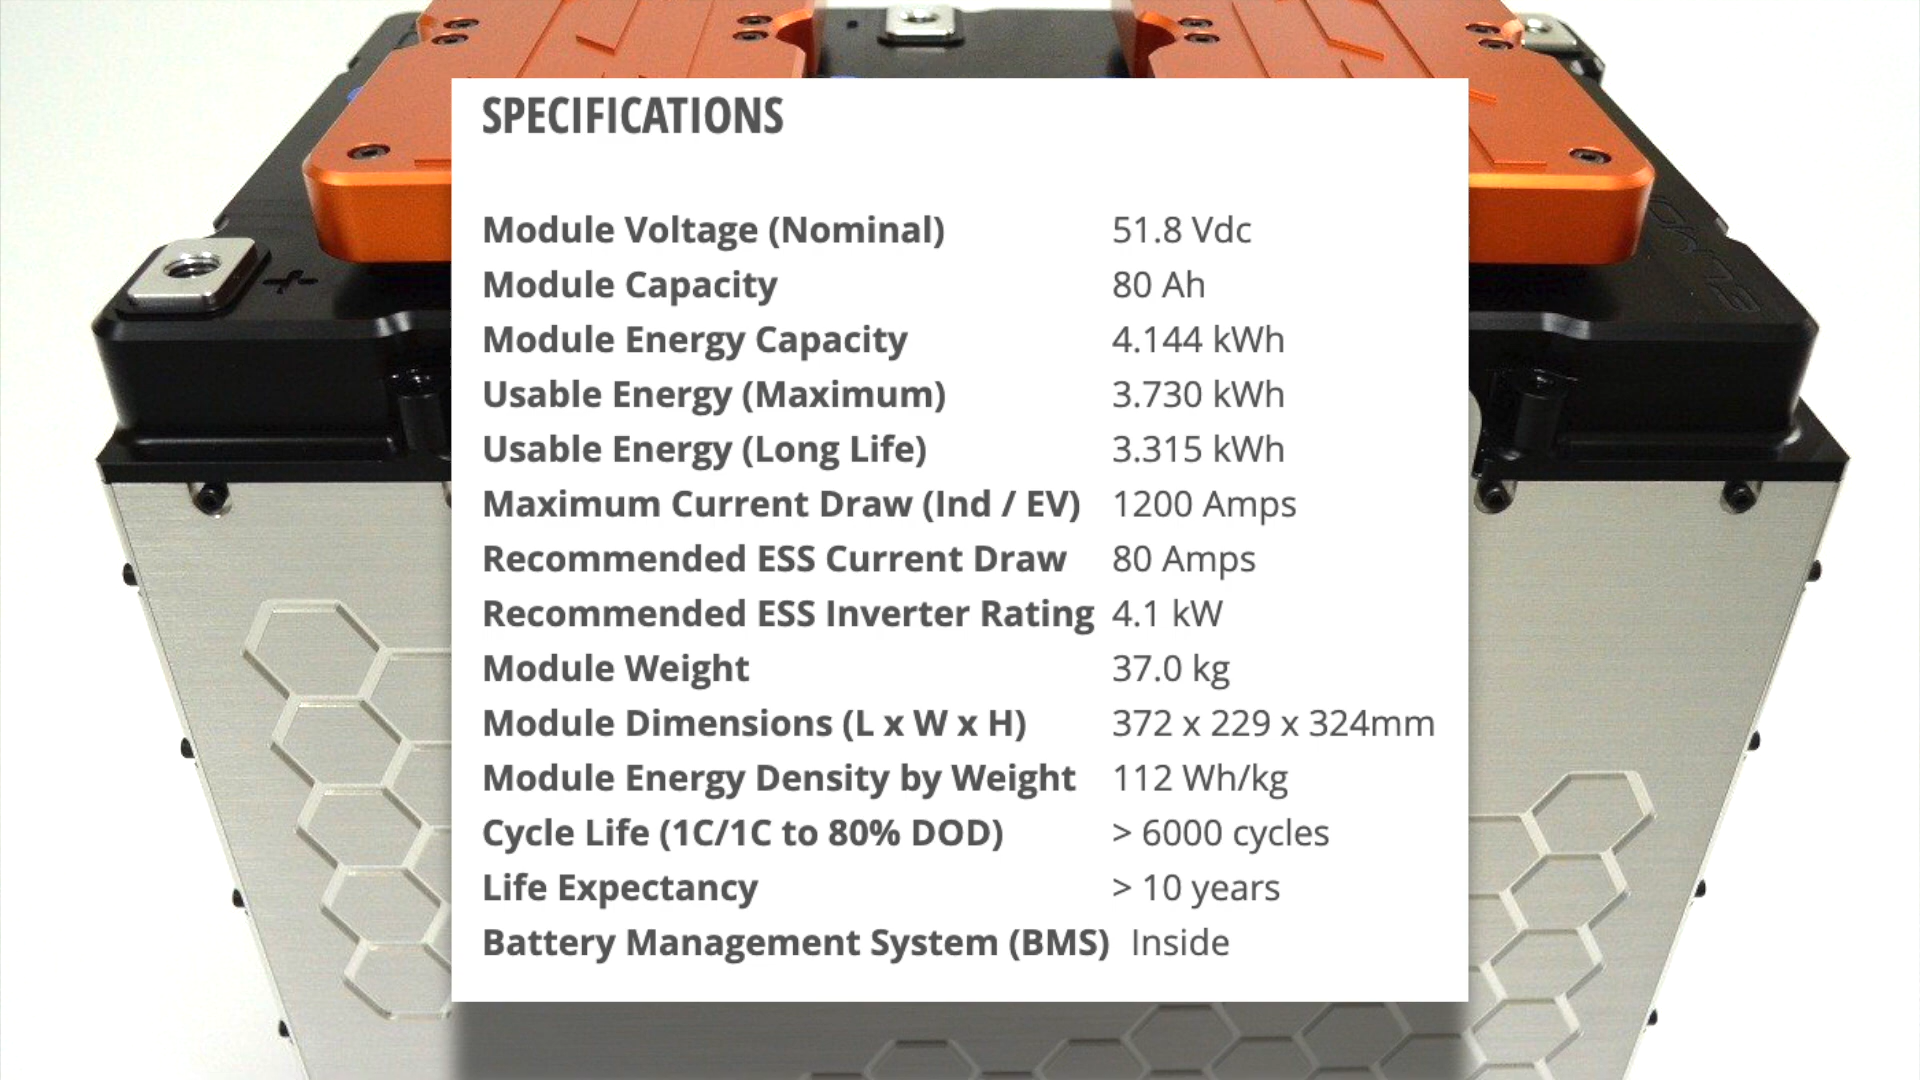 SPECIFICATIONS
Module Voltage (Nominal) 51.8 Vdc
Module Capacity 80 Ah
Module Energy Capacity 4.144 kWh
Usable Energy (Maximum) 3.730 kWh
Usable Energy (Long Life) 3.315 kWh
Maximum Current Draw (Ind / EV) 1200 Amps
Recommended ESS Current Draw 80 Amps
Recommended ESS Inverter Rating 4.1 kW
Module Weight 37.0 kg
Module Dimensions (L x W x H) 372 x 229 x 324mm
Module Energy Density by Weight 112 Wh/kg
Cycle Life (1C/1C to 80% DOD) > 6000 cycles
Life Expectancy > 10 years
Battery Management System (BMS) Inside